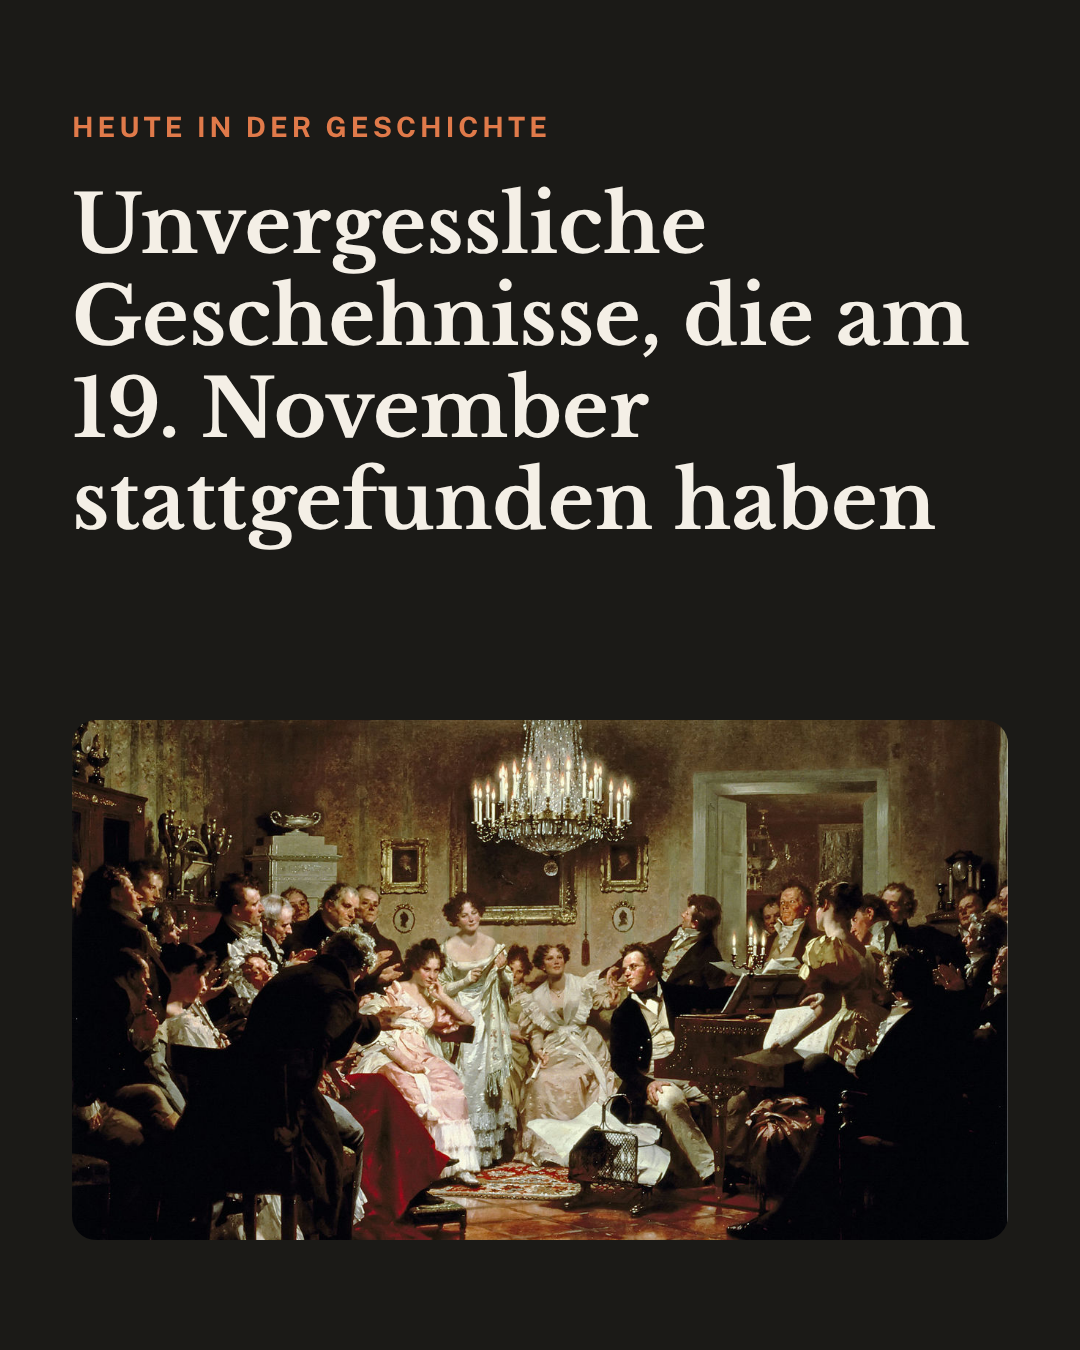 HEUTE IN DER GESCHICHTE
Unvergessliche
Geschehnisse, die am
19. November
stattgefunden haben